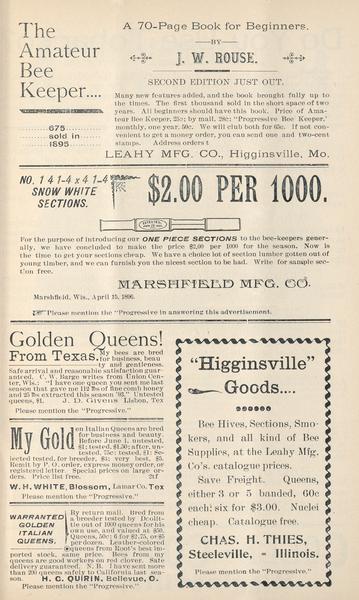 The
Amateur
Bee
Keeper....
675
sold in
1895
A 70-Page Book for Beginners,
—BY—
J. W. ROUSE.
SECOND EDITION JUST OUT.
Many new features added, and the book brought fully up to
the times. The first thousand sold in the short space of two
years. All beginners should have this book. Price of Ama-
teur Bee Keeper, 25c; by mail, 28c; "Progressive Bee Keeper,"
monthly, one year, 50c. We will club both for 65c. If not con-
venient to get a money order, you can send one and two-cent
stamps. Address orders t
LEAHY MFG. CO., Higginsville, Mo.
NO. 1 4 1-4 x 4 1-4
SNOW WHITE
SECTIONS.
$2.00 PER 1000.
For the purpose of introducing our ONE PIECE SECTIONS to the bee-keepers gener-
ally, we have concluded to make the price $2.00 per 1000 for the season. Now is
the time to get your sections cheap. We have a choice lot of section lumber gotten out of
young timber, and we can furnish you the nicest section to be had. Write for sample sec-
tion free.
MARSHFIELD MFG. CO.
Marshfield, Wis., April 15, 1896.
Please mention the "Progressive in answering this advertisement.
Golden Queens!
From Texas.
My bees are bred
for business, beau
ty and gentleness.
Safe arrival and reasonable satisfaction guar-
anteed. C. W. Barge writes from Union Cen-
ter, Wis.: "I have one queen you sent me last
season that gave me 112 lbs of fine comb honey
and 25 lbs extracted this season '93." Untested
queens, $1. J. D. Givens Lisbon, Tex
Please mention the "Progressive."
My Gold
en Italian Queens are bred
for business and beauty.
Before June 1, untested,
$1; tested, $1.25; after, un-
tested, 75c; tested, $1: Se-
lected tested, for breeders, $3; very best, $5.
Remit by P. O. order, express money order, or
registered letter. Special prices on large or-
ders. Price list free. 2tf
W. H. WHITE, Blossom, Lamar Co. Tex
Please mention the "Progressive."
WARRANTED
GOLDEN
ITALIAN
QUEENS.
By return mail. Bred from
a breeder tested by Doolit-
tle out of 1000 queens for his
own use, and valued at $50.
Queens, 50c; 6 for $2.75, or $5
per dozen. Leather-colored
queens from Root's best im-
ported stock, same price. Bees from my
queens are good workers on red clover. Safe
delivery guaranteed. N. B. I have sent more
than 200 queens safely to California last sea-
son. H. C. QUIRIN, Bellevue, O.
Please mention the "Progressive."
"Higginsville"
Goods....
Bee Hives, Sections, Smo-
kers, and all kind of Bee
Supplies, at the Leahy Mfg.
Co's. catalogue prices.
Save Freight. Queens,
either 3 or 5 banded, 60c
each; six for $3.00. Nuclei
cheap. Catalogue free.
CHAS. H. THIES,
Steeleville, = Illinois.
Please mention the "Progressive."